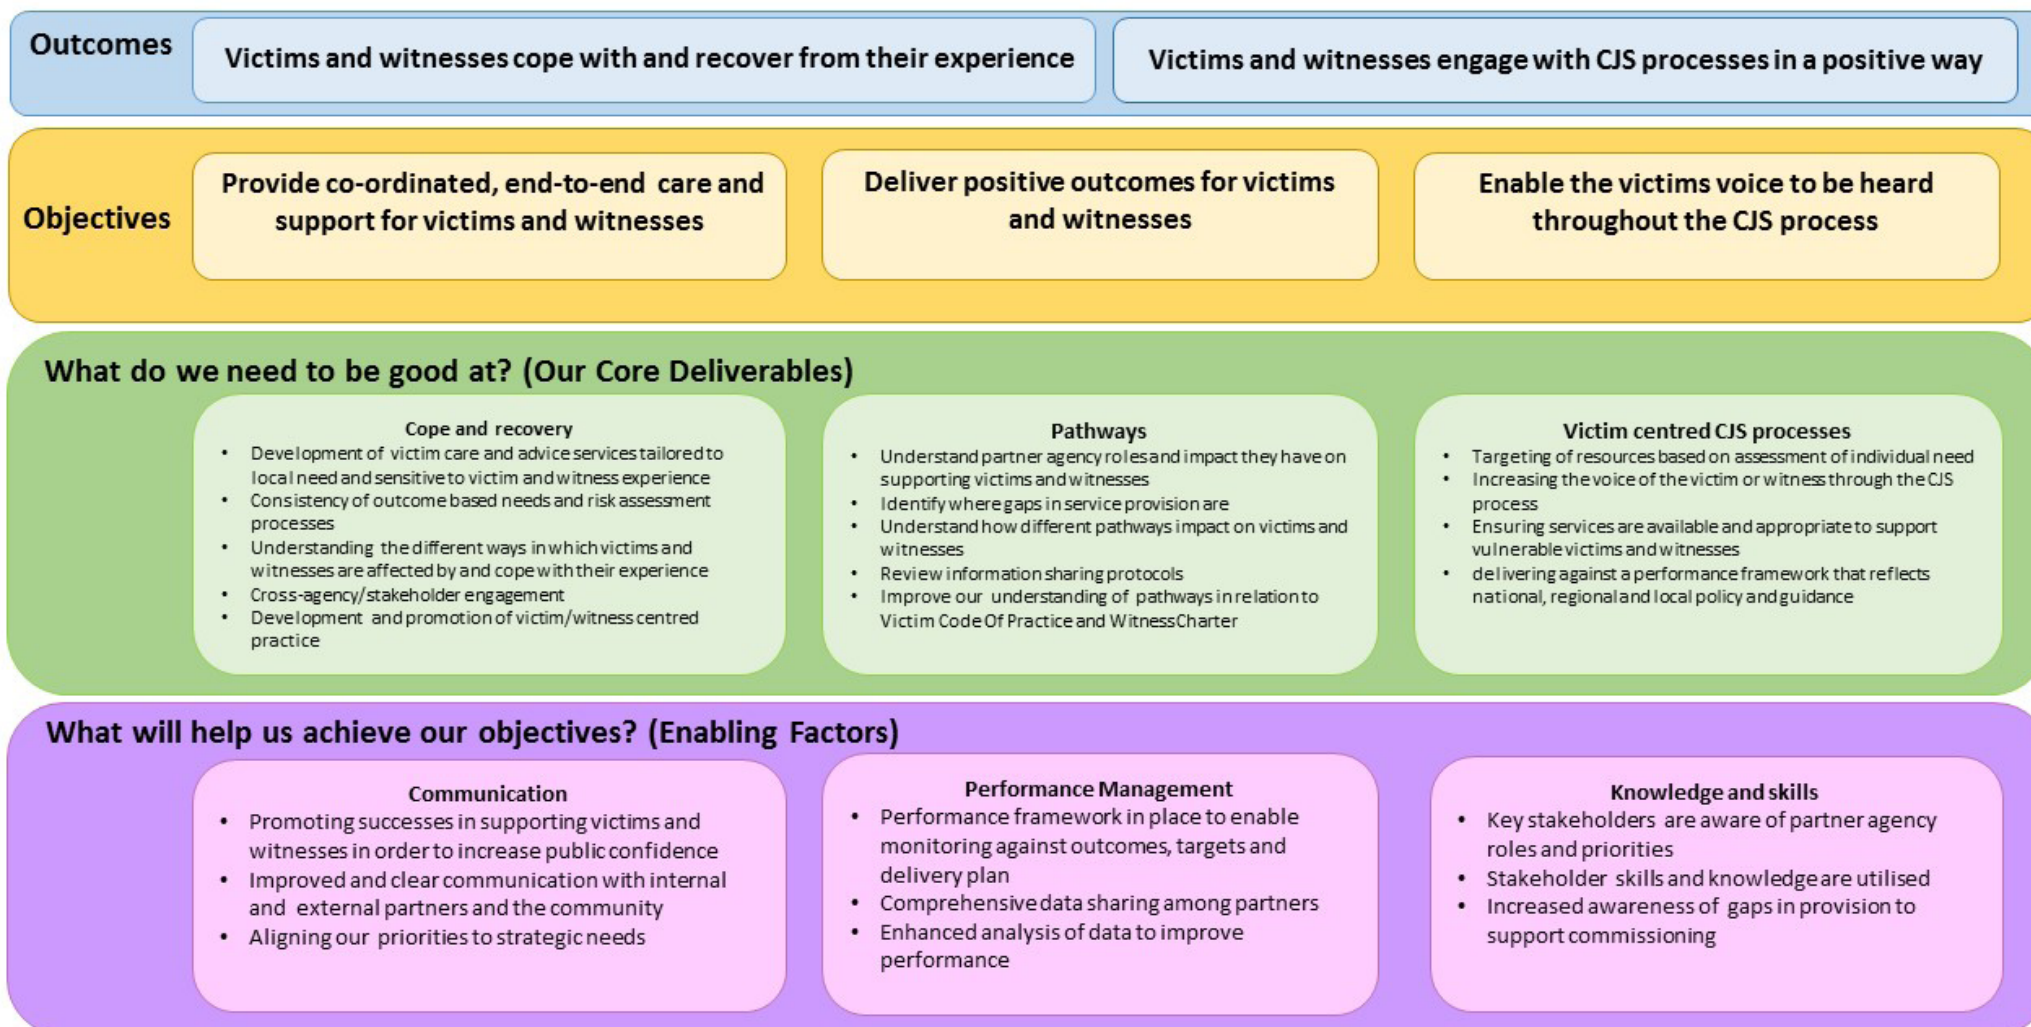 Outcomes
Victims and witnesses cope with and recover from their experience
Victims and witnesses engage with CJS processes in a positive way
Objectives
Provide co-ordinated, end-to-end care and
support for victims and witnesses
Deliver positive outcomes for victims
and witnesses
Enable the victims voice to be heard
throughout the CJS process
What do we need to be good at? (Our Core Deliverables)
Cope and recovery
• Development of victim care and advice services tailored to
local need and sensitive to victim and witness experience
• Consistency of outcome based needs and risk assessment
processes
• Understanding the different ways in which victims and
witnesses are affected by and cope with their experience
• Cross-agency/stakeholder engagement
• Development and promotion of victim/witness centred
practice
Pathways
• Understand partner agency roles and impact they have on
supporting victims and witnesses
• Identify where gaps in service provision are
• Understand how different pathways impact on victims and
witnesses
• Review information sharing protocols
• Improve our understanding of pathways in relation to
Victim Code Of Practice and Witness Charter
Victim centred CJS processes
• Targeting of resources based on assessment of individual need
• Increasing the voice of the victim or witness through the CJS
process
• Ensuring services are available and appropriate to support
vulnerable victims and witnesses
• delivering against a performance framework that reflects
national, regional and local policy and guidance
What will help us achieve our objectives? (Enabling Factors)
Communication
• Promoting successes in supporting victims and
witnesses in order to increase public confidence
• Improved and clear communication with internal
and external partners and the community
• Aligning our priorities to strategic needs
Performance Management
• Performance framework in place to enable
monitoring against outcomes, targets and
delivery plan
• Comprehensive data sharing among partners
• Enhanced analysis of data to improve
performance
Knowledge and skills
• Key stakeholders are aware of partner agency
roles and priorities
• Stakeholder skills and knowledge are utilised
• Increased awareness of gaps in provision to
support commissioning